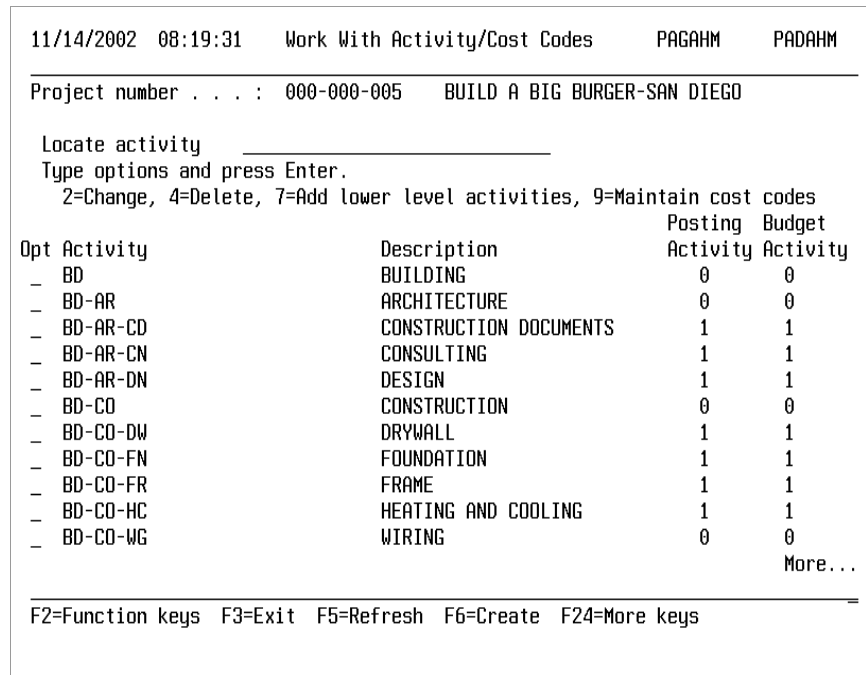 11/14/2002 08:19:31 Work With Activity/Cost Codes PAGAHM PADAHM
Project number . . . : 000-000-005 BUILD A BIG BURGER-SAN DIEGO
Locate activity
Type options and press Enter.
2=Change, 4=Delete, 7=Add lower level activities, 9=Maintain cost codes
Posting Budget
Opt Activity Description Activity Activity
_ BD BUILDING 0 0
_ BD-AR ARCHITECTURE 0 0
_ BD-AR-CD CONSTRUCTION DOCUMENTS 1 1
_ BD-AR-CN CONSULTING 1 1
_ BD-AR-DN DESIGN 1 1
_ BD-CO CONSTRUCTION 0 0
_ BD-CO-DW DRYWALL 1 1
_ BD-CO-FN FOUNDATION 1 1
_ BD-CO-FR FRAME 1 1
_ BD-CO-HC HEATING AND COOLING 1 1
_ BD-CO-WG WIRING 0 0
More...
F2=Function keys F3=Exit F5=Refresh F6=Create F24=More keys